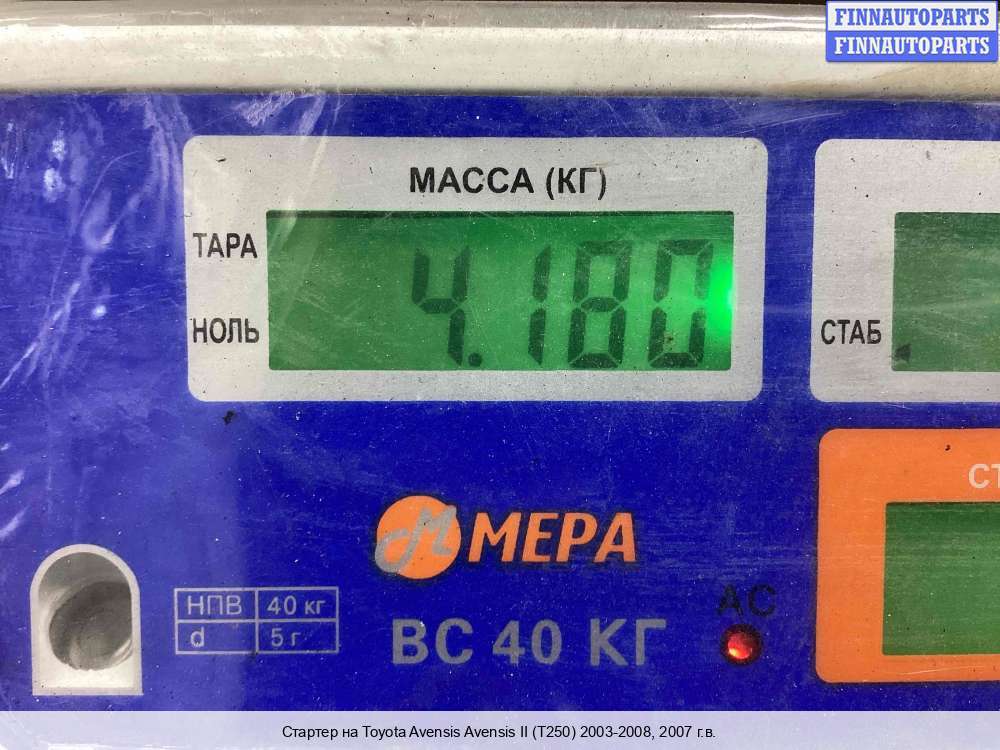 FINNAUTOPARTS
FINNAUTOPARTS
МАССА (КГ)
ТАРА
4.180
НОЛЬ
СТАБ
СТ
МЕРА
НПВ 40 кг
d 5 г
ВС 40 КГ
АС
Стартер на Toyota Avensis Avensis II (T250) 2003-2008, 2007 г.в.